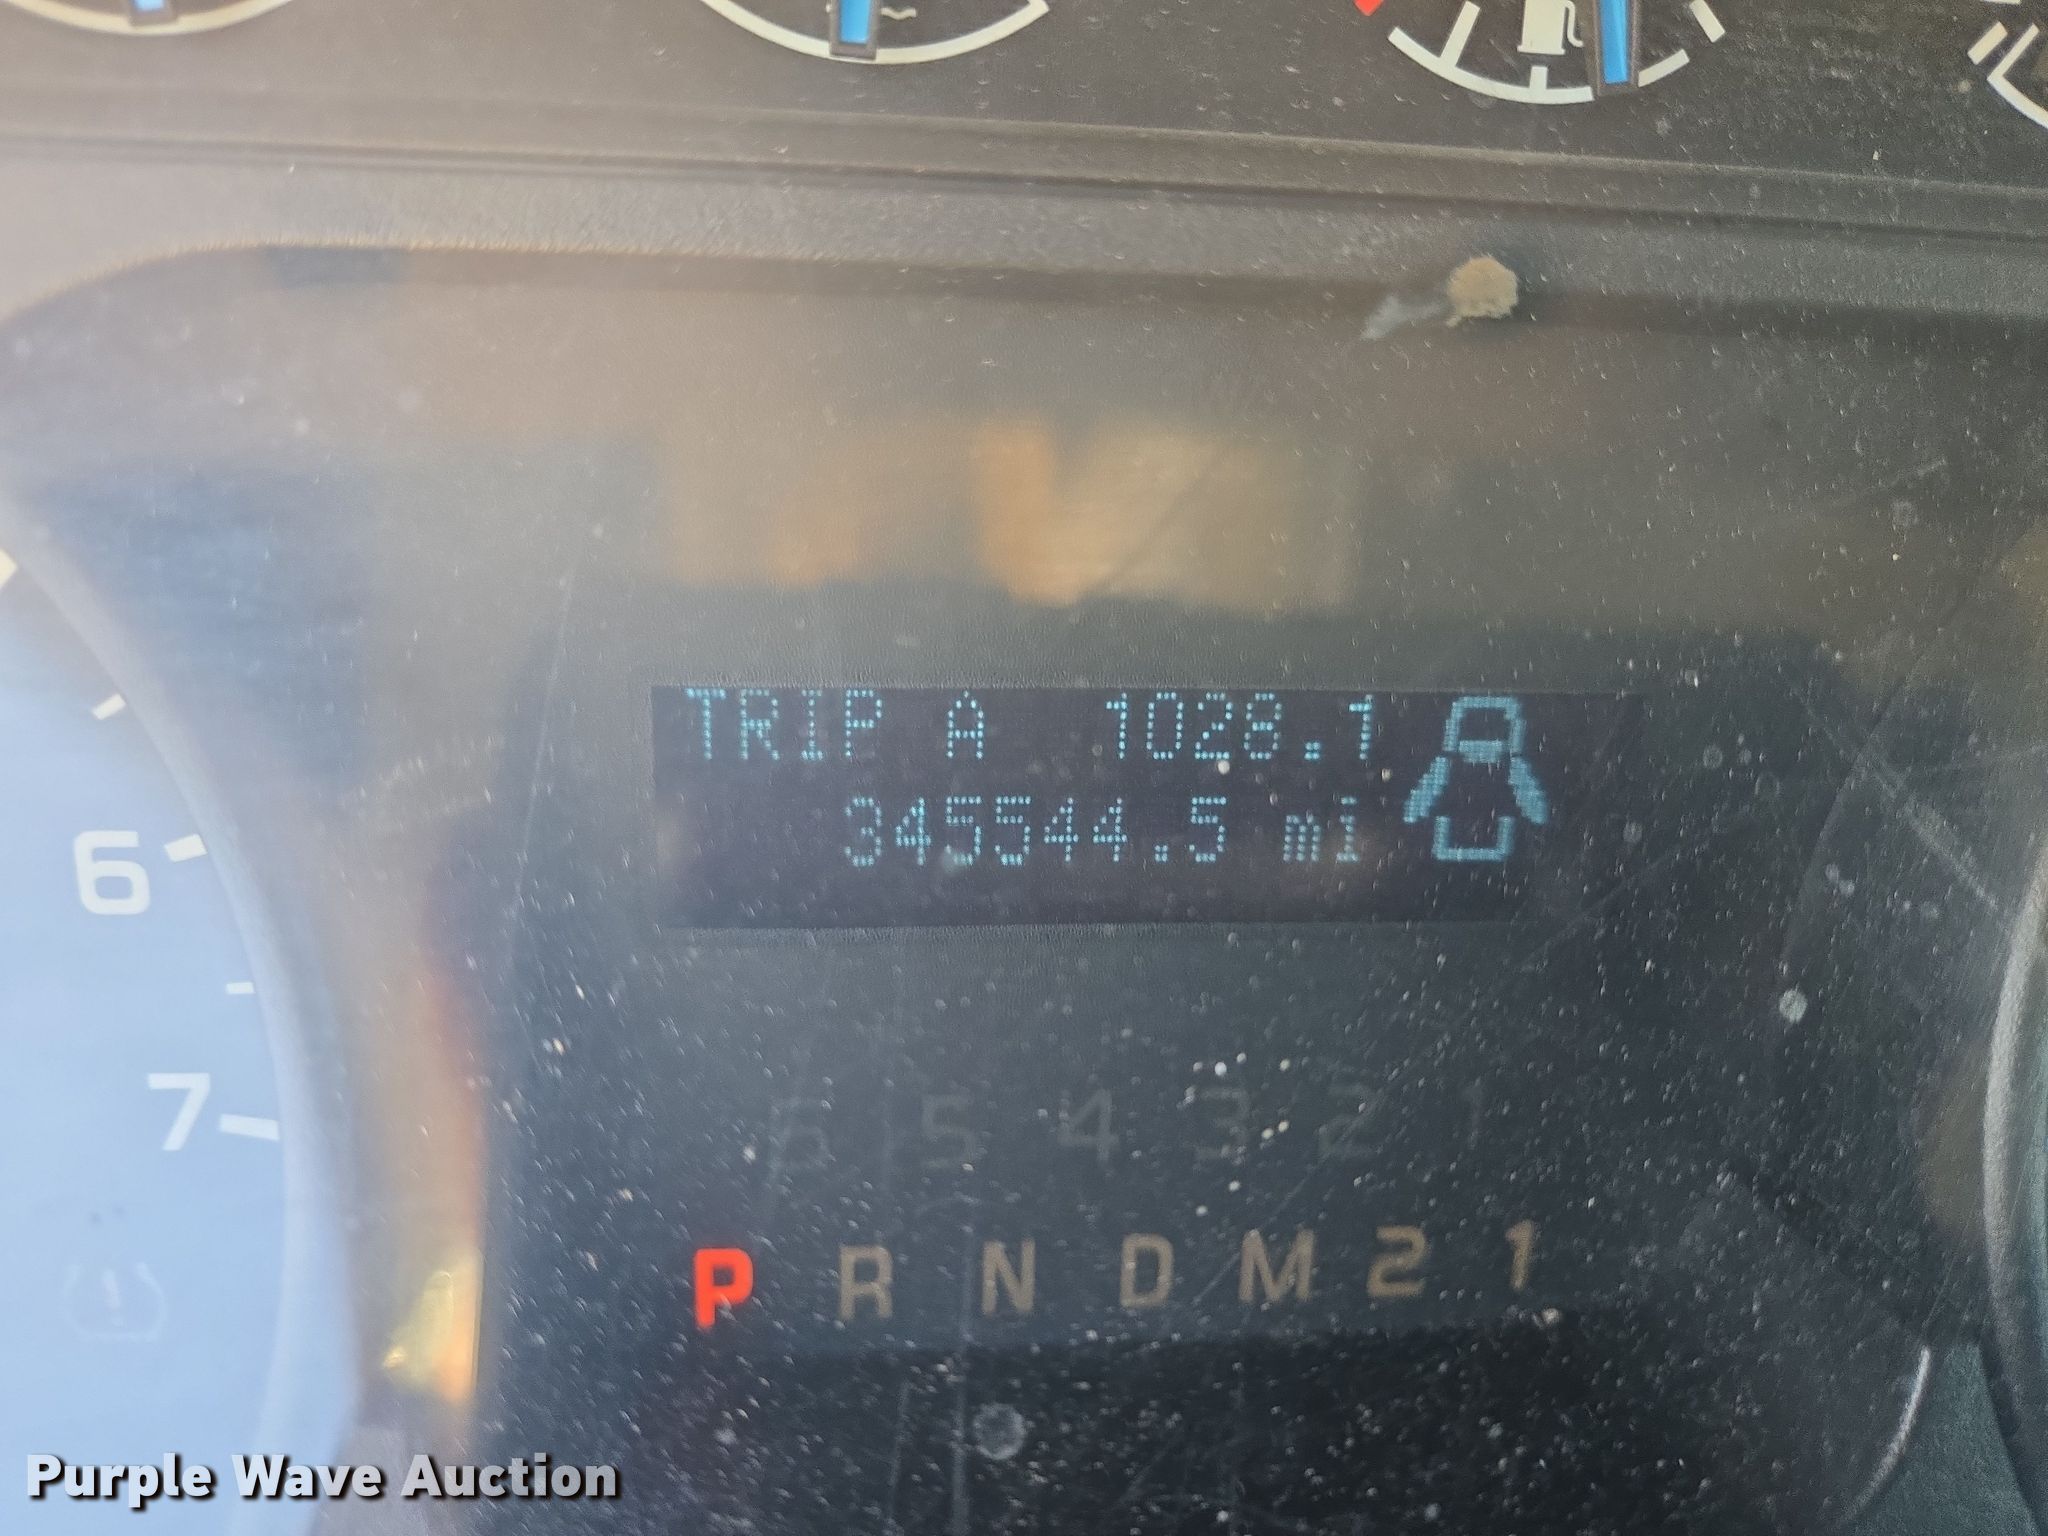 TRIP A 1028.1
345544.5 mi
6
7
6 5 4 3 2 1
P R N D M 2 1
Purple Wave Auction